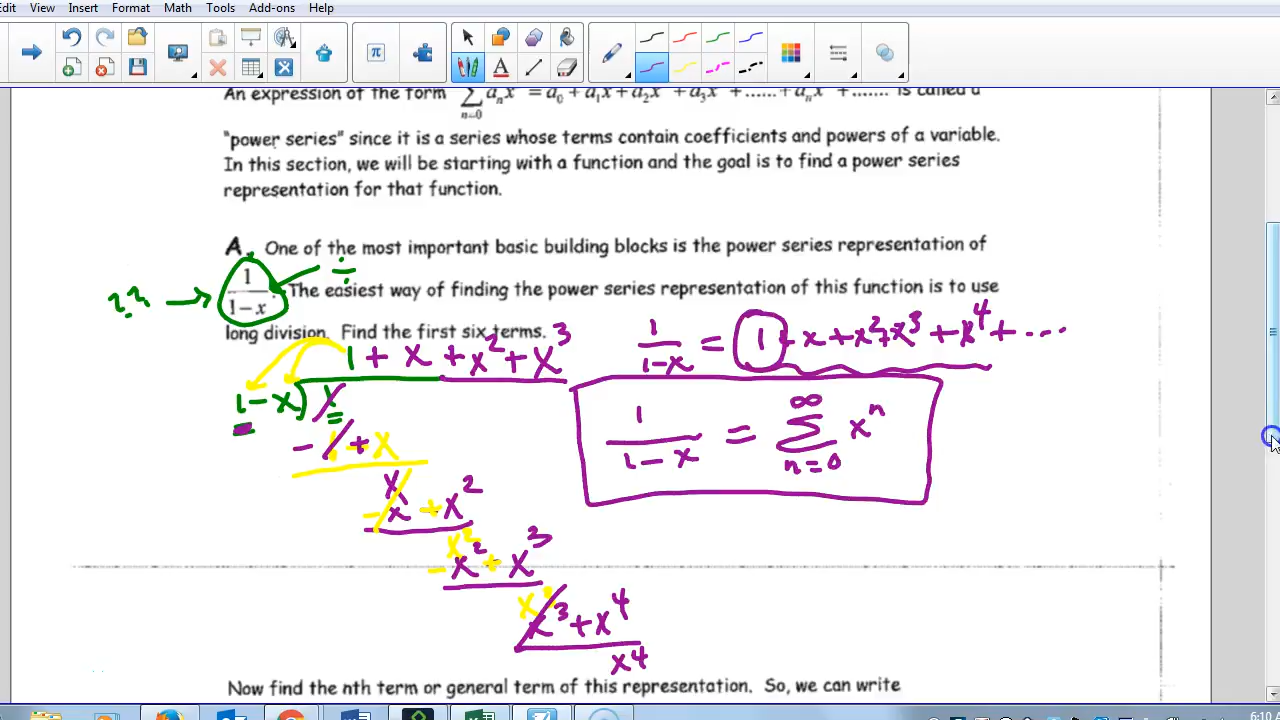 Edit View Insert Format Math Tools Add-ons Help
π
A
An expression of the form ∑ aₙx = a₀ + a₁x + a₂x + a₃x + ...... + aₙx + ....... is called a
n=0
"power series" since it is a series whose terms contain coefficients and powers of a variable.
In this section, we will be starting with a function and the goal is to find a power series
representation for that function.
A. One of the most important basic building blocks is the power series representation of
?? → 1/(1-x) ÷ . The easiest way of finding the power series representation of this function is to use
long division. Find the first six terms.
1/(1-x) = 1 + x + x² + x³ + x⁴ + ...
1 + x + x² + x³
1 - x) 1
- 1 + x
x
- x + x²
x²
- x² + x³
x³
x³ + x⁴
x⁴
1/(1-x) = ∑ xⁿ
∞
n=0
Now find the nth term or general term of this representation. So, we can write